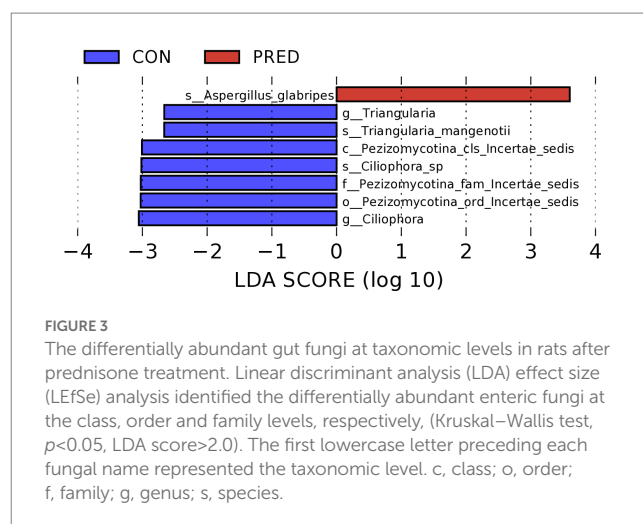 CON PRED
s__Aspergillus_glabripes
g__Triangularia
s__Triangularia_mangenotii
c__Pezizomycotina_cls_Incertae_sedis
s__Ciliophora_sp
f__Pezizomycotina_fam_Incertae_sedis
o__Pezizomycotina_ord_Incertae_sedis
g__Ciliophora
−4 −3 −2 −1 0 1 2 3 4
LDA SCORE (log 10)
FIGURE 3
The differentially abundant gut fungi at taxonomic levels in rats after
prednisone treatment. Linear discriminant analysis (LDA) effect size
(LEfSe) analysis identified the differentially abundant enteric fungi at
the class, order and family levels, respectively, (Kruskal–Wallis test,
p<0.05, LDA score>2.0). The first lowercase letter preceding each
fungal name represented the taxonomic level. c, class; o, order;
f, family; g, genus; s, species.